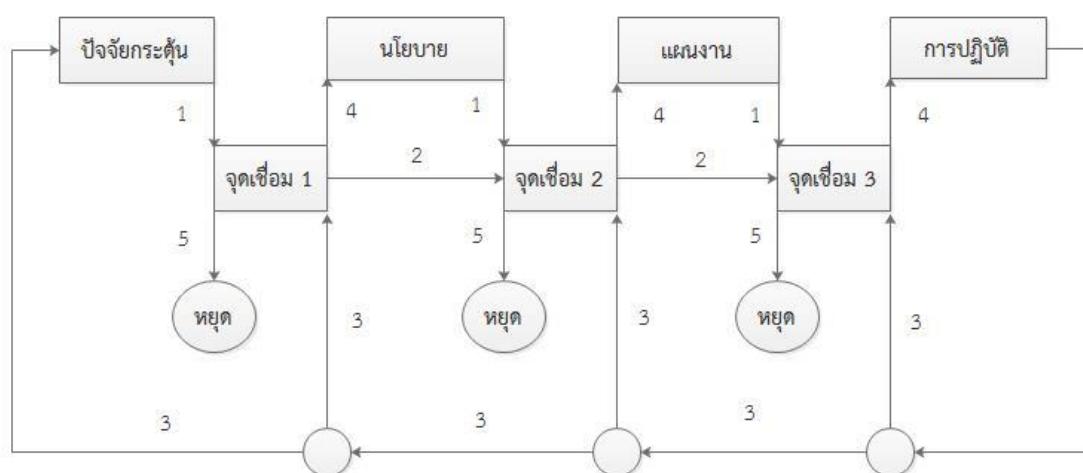 ปัจจัยกระตุ้น
นโยบาย
แผนงาน
การปฏิบัติ
1
4
1
4
1
4
จุดเชื่อม 1
2
จุดเชื่อม 2
2
จุดเชื่อม 3
5
5
5
หยุด
หยุด
หยุด
3
3
3
3
3
3